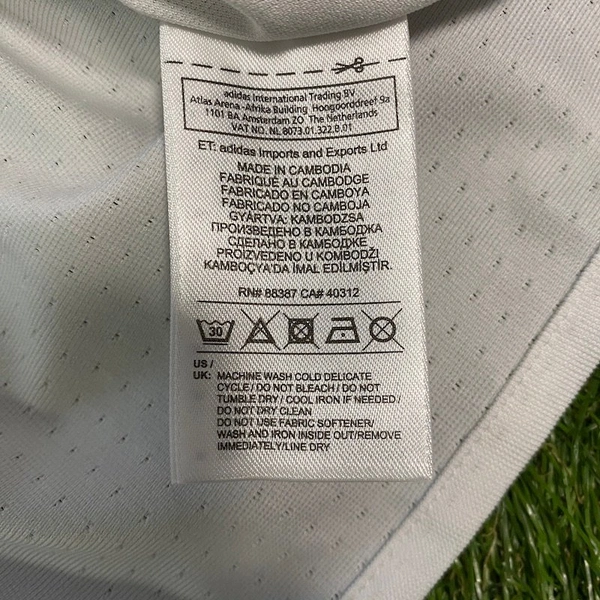 adidas International Trading BV
Atlas Arena -Afrika Building Hoogoorddreef 9a
1101 BA Amsterdam ZO The Netherlands
VAT NO. NL 8073.01.322.B.01
ET: adidas Imports and Exports Ltd
MADE IN CAMBODIA
FABRIQUÉ AU CAMBODGE
FABRICADO EN CAMBOYA
FABRICADO NO CAMBOJA
GYÁRTVA: KAMBODZSA
ПРОИЗВЕДЕНО В КАМБОДЖА
СДЕЛАНО В КАМБОДЖЕ
PROIZVEDENO U KOMBODŽI
KAMBOÇYA'DA İMAL EDİLMİŞTİR.
RN# 88387 CA# 40312
30
US /
UK: MACHINE WASH COLD DELICATE
CYCLE / DO NOT BLEACH / DO NOT
TUMBLE DRY / COOL IRON IF NEEDED /
DO NOT DRY CLEAN
DO NOT USE FABRIC SOFTENER/
WASH AND IRON INSIDE OUT/REMOVE
IMMEDIATELY/LINE DRY